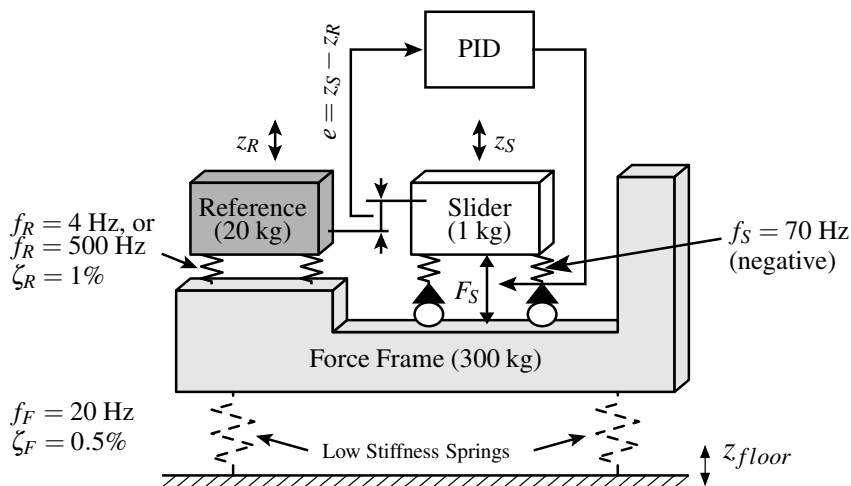 PID
e = z_S − z_R
z_R
z_S
Reference
(20 kg)
Slider
(1 kg)
f_R = 4 Hz, or
f_R = 500 Hz
ζ_R = 1%
f_S = 70 Hz
(negative)
F_S
Force Frame (300 kg)
f_F = 20 Hz
ζ_F = 0.5%
Low Stiffness Springs
z_floor